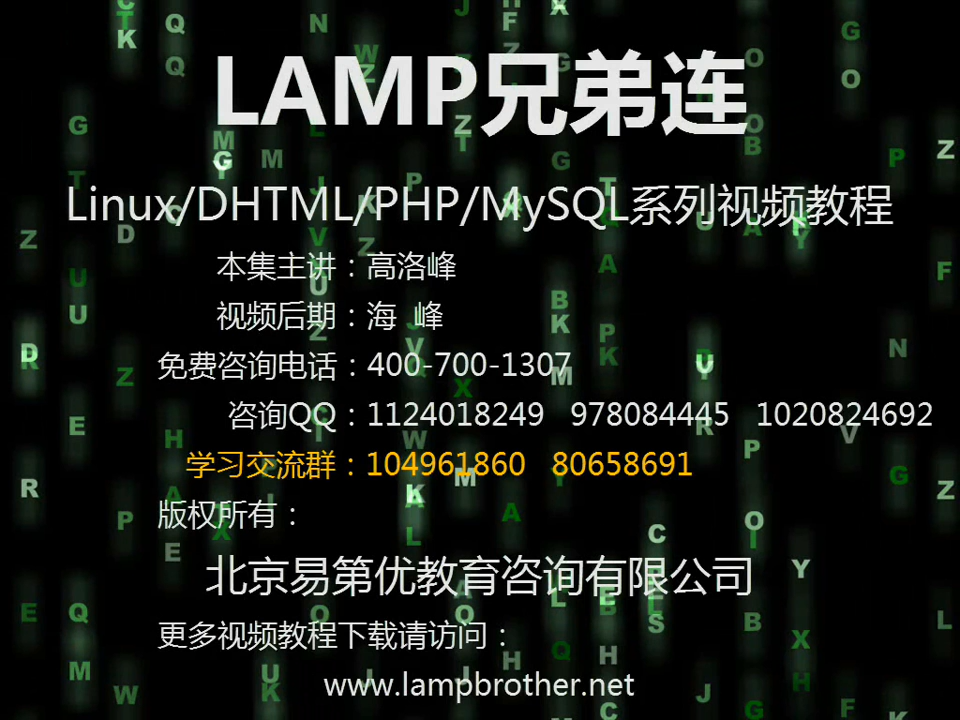 LAMP兄弟连
Linux/DHTML/PHP/MySQL系列视频教程
本集主讲：高洛峰
视频后期：海 峰
免费咨询电话：400-700-1307
咨询QQ：1124018249 978084445 1020824692
学习交流群：104961860 80658691
版权所有：
北京易第优教育咨询有限公司
更多视频教程下载请访问：
www.lampbrother.net